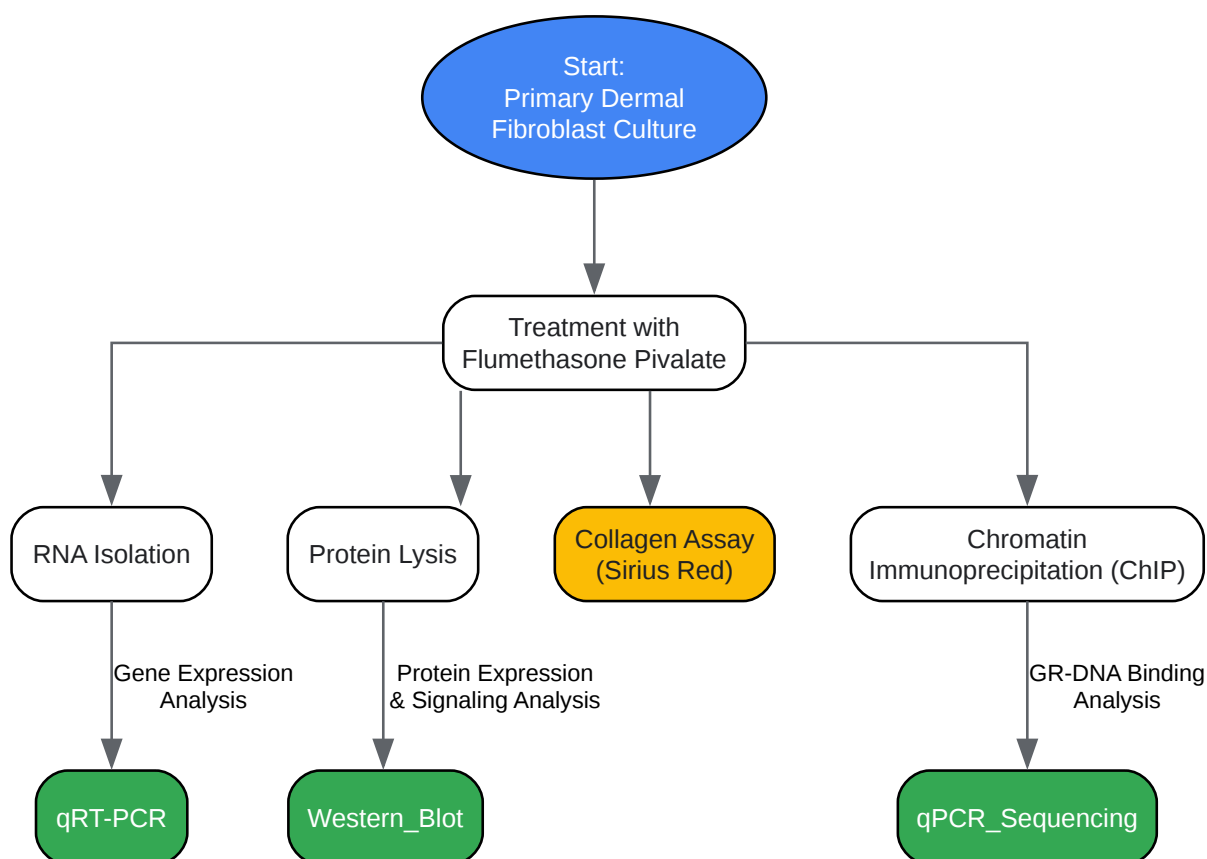 Start:
Primary Dermal
Fibroblast Culture
Treatment with
Flumethasone Pivalate
RNA Isolation
Protein Lysis
Collagen Assay
(Sirius Red)
Chromatin
Immunoprecipitation (ChIP)
Gene Expression
Analysis
Protein Expression
& Signaling Analysis
GR-DNA Binding
Analysis
qRT-PCR
Western_Blot
qPCR_Sequencing